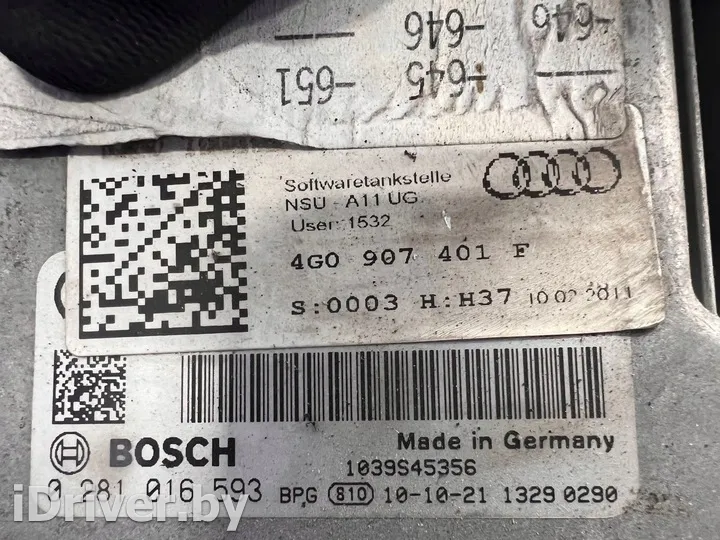 -646
-646
-645
-651
Softwaretankstelle
NSU - A11 UG
User: 1532
4G0 907 401 F
S:0003 H:H37
BOSCH
Made in Germany
1039S45356
0 281 016 593 BPG 810 10-10-21 1329 0290
iDriver.by